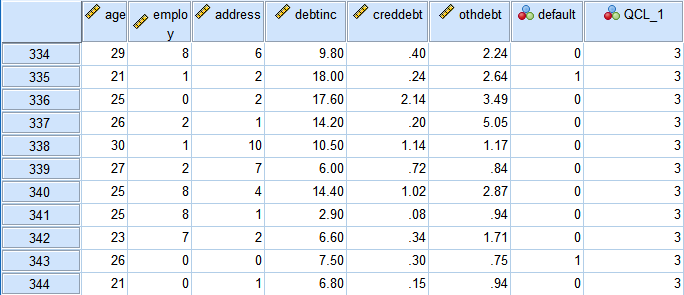 age employ address debtinc creddebt othdebt default QCL_1
334 29 8 6 9.80 .40 2.24 0 3
335 21 1 2 18.00 .24 2.64 1 3
336 25 0 2 17.60 2.14 3.49 0 3
337 26 2 1 14.20 .20 5.05 0 3
338 30 1 10 10.50 1.14 1.17 0 3
339 27 2 7 6.00 .72 .84 0 3
340 25 8 4 14.40 1.02 2.87 0 3
341 25 8 1 2.90 .08 .94 0 3
342 23 7 2 6.60 .34 1.71 0 3
343 26 0 0 7.50 .30 .75 1 3
344 21 0 1 6.80 .15 .94 0 3